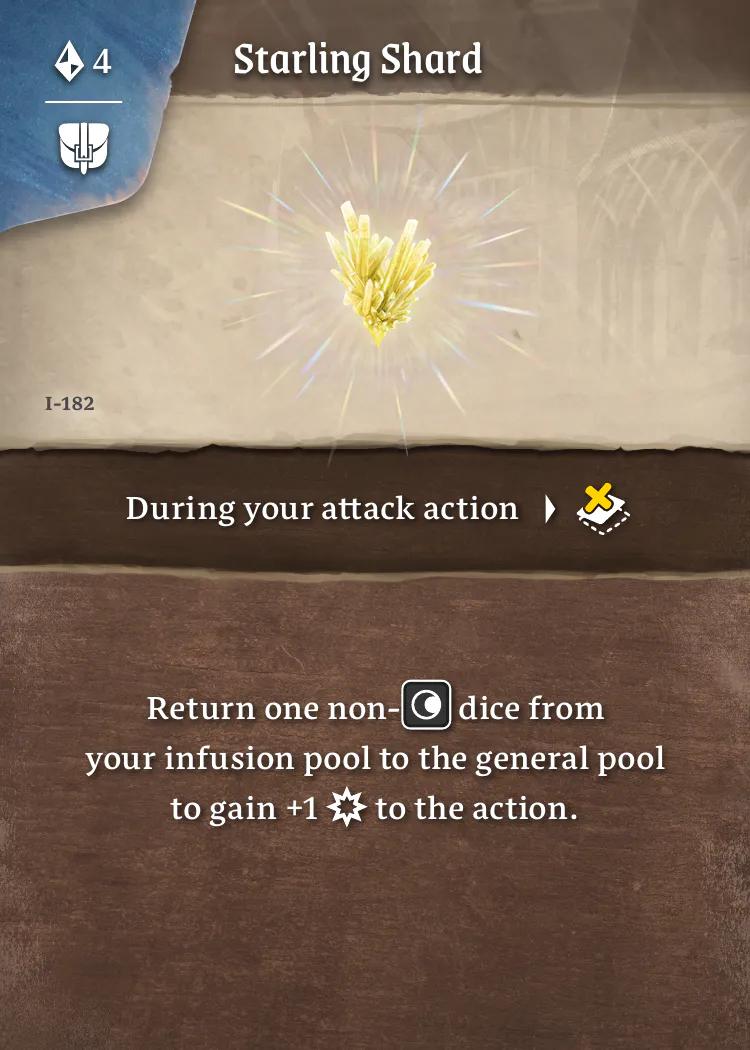 4
Starling Shard
I-182
During your attack action
Return one non- dice from
your infusion pool to the general pool
to gain +1 to the action.